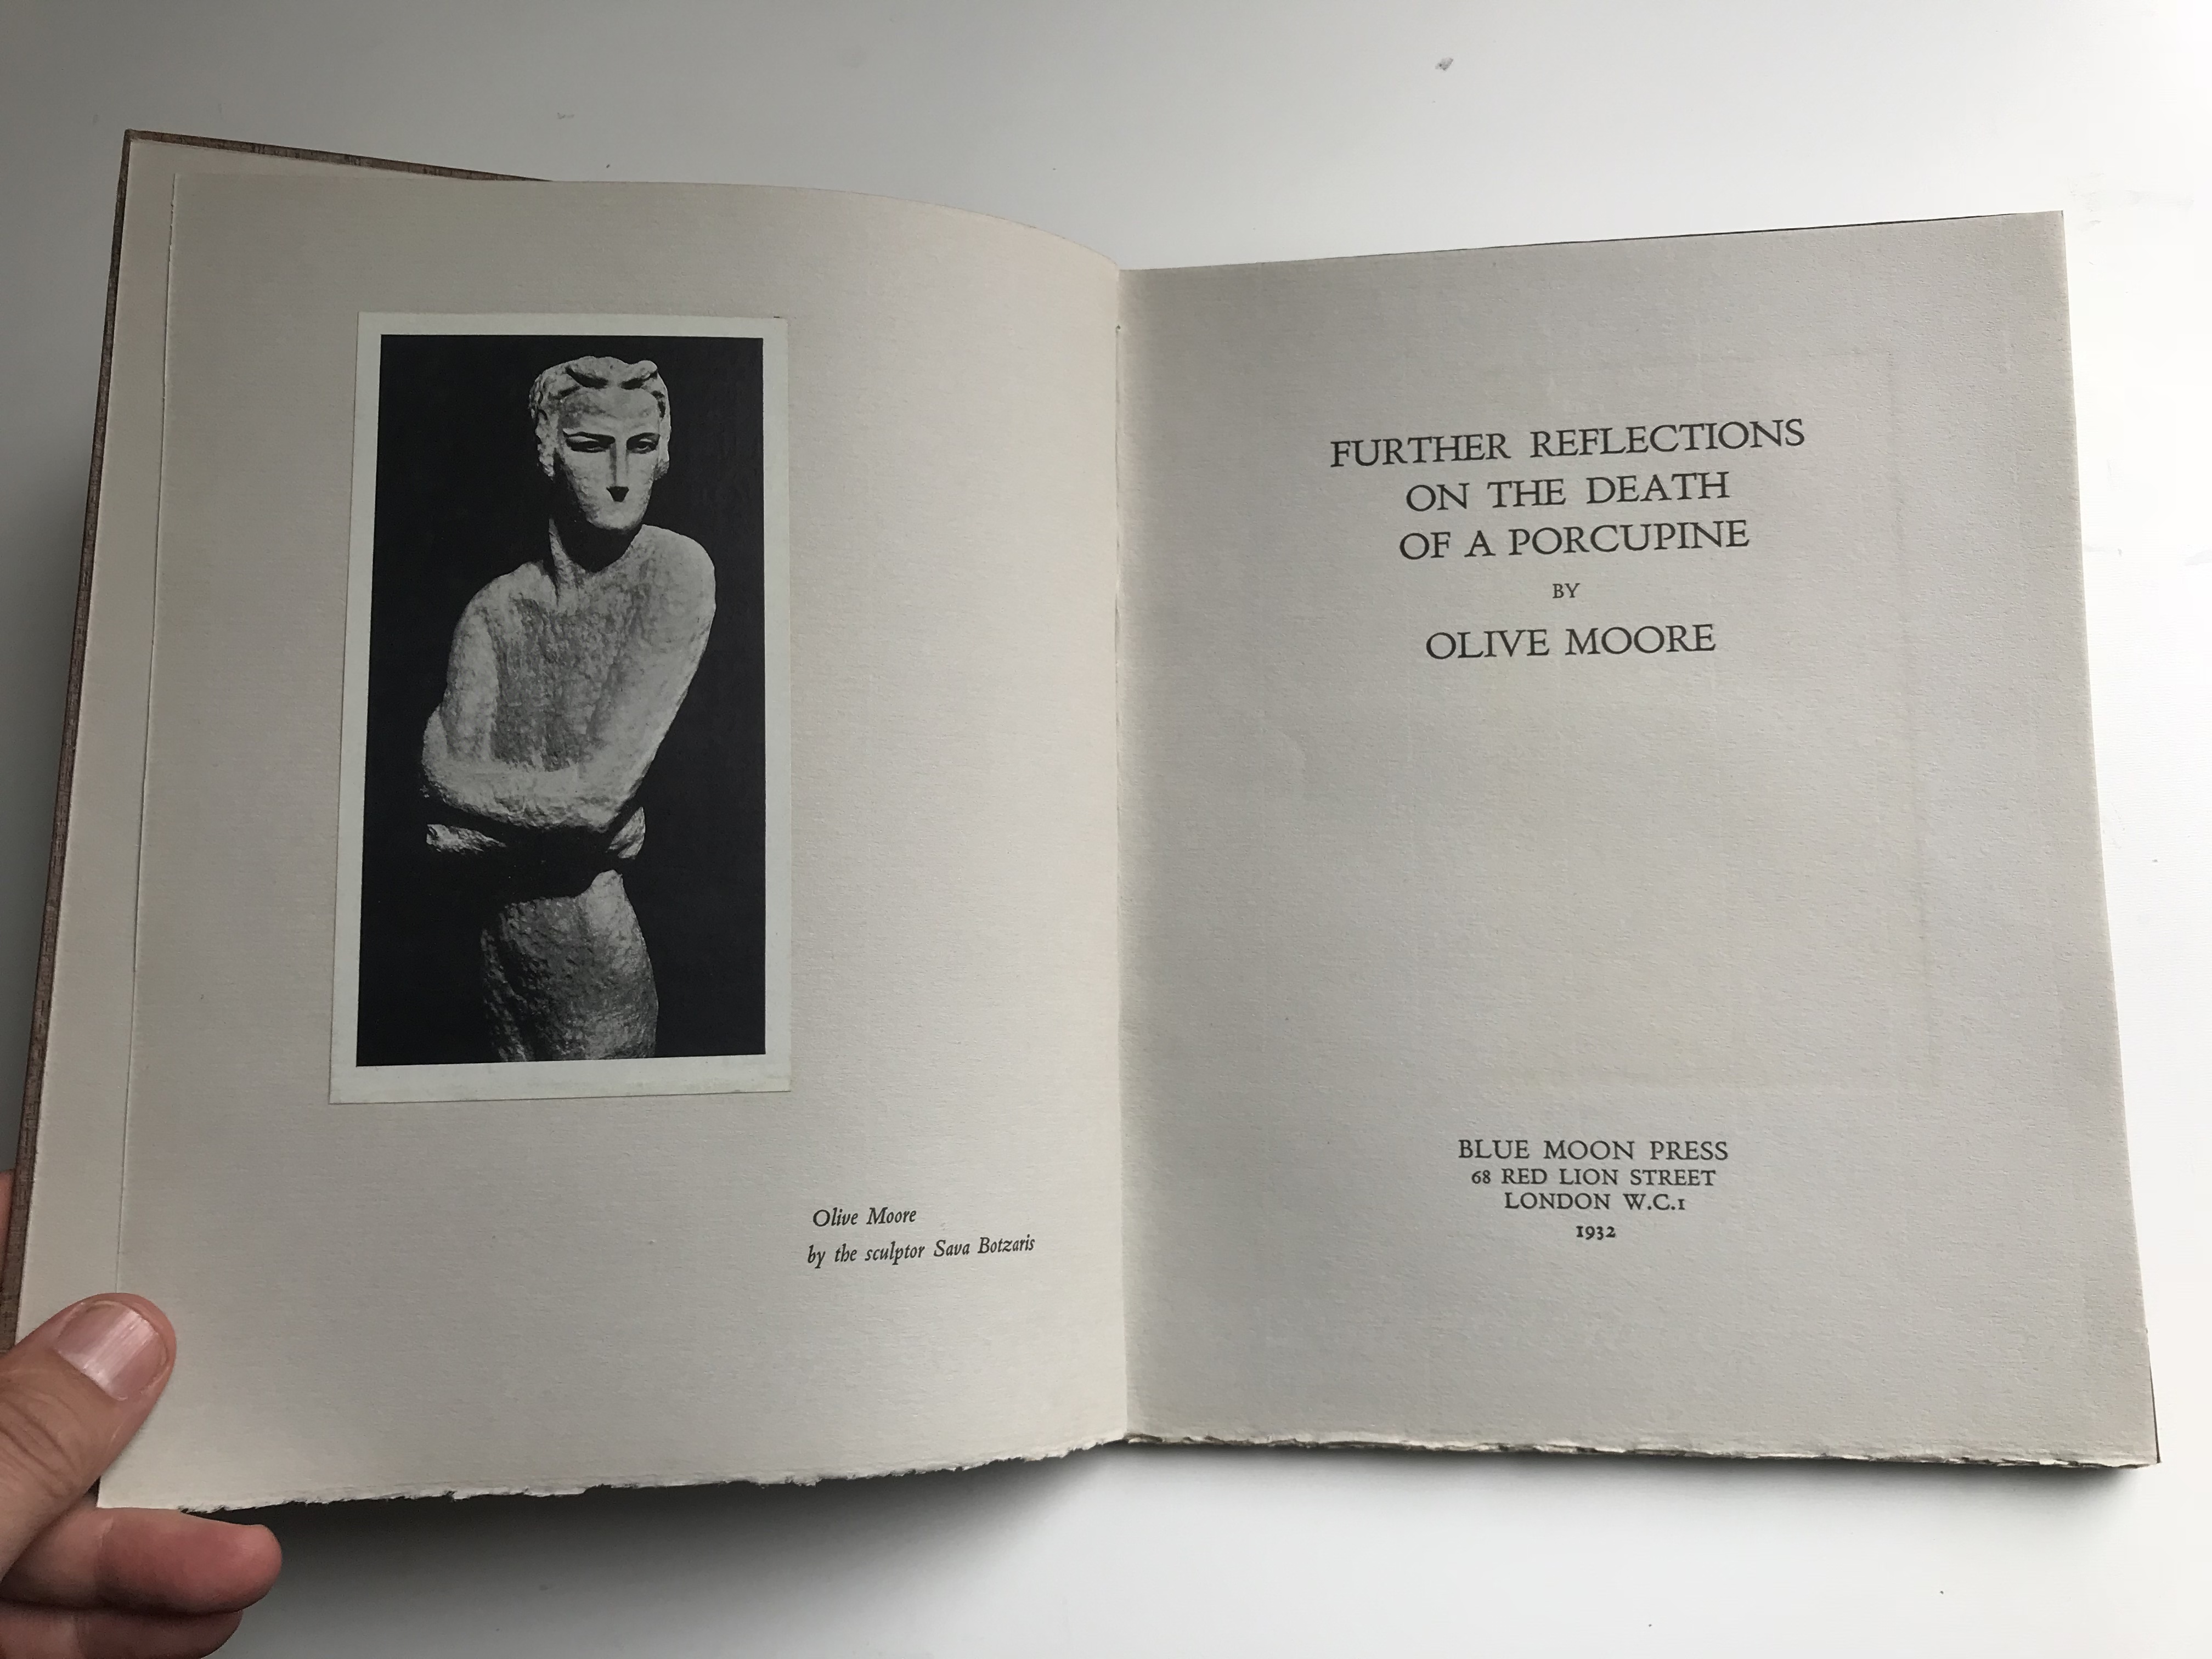 Olive Moore
by the sculptor Sava Botzaris
FURTHER REFLECTIONS
ON THE DEATH
OF A PORCUPINE
BY
OLIVE MOORE
BLUE MOON PRESS
68 RED LION STREET
LONDON W.C.1
1932